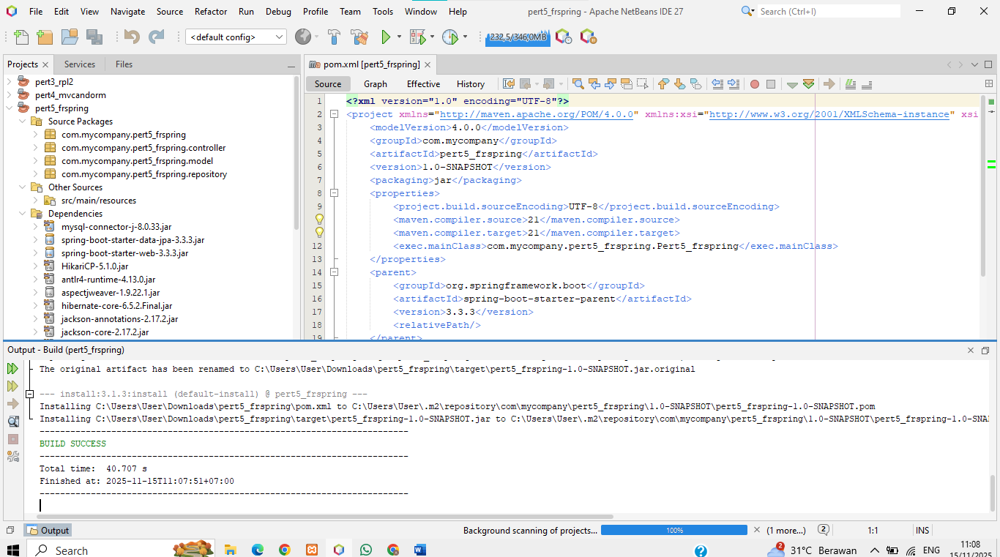 File Edit View Navigate Source Refactor Run Debug Profile Team Tools Window Help
pert5_frspring - Apache NetBeans IDE 27
Search (Ctrl+I)
<default config>
232,5/346,0MB
Projects Services Files
pert3_rpl2
pert4_mvcandorm
pert5_frspring
Source Packages
com.mycompany.pert5_frspring
com.mycompany.pert5_frspring.controller
com.mycompany.pert5_frspring.model
com.mycompany.pert5_frspring.repository
Other Sources
src/main/resources
Dependencies
mysql-connector-j-8.0.33.jar
spring-boot-starter-data-jpa-3.3.3.jar
spring-boot-starter-web-3.3.3.jar
HikariCP-5.1.0.jar
antlr4-runtime-4.13.0.jar
aspectjweaver-1.9.22.1.jar
hibernate-core-6.5.2.Final.jar
jackson-annotations-2.17.2.jar
jackson-core-2.17.2.jar
pom.xml [pert5_frspring]
Source Graph Effective History
1 <?xml version="1.0" encoding="UTF-8"?>
2 <project xmlns="http://maven.apache.org/POM/4.0.0" xmlns:xsi="http://www.w3.org/2001/XMLSchema-instance" xsi
3 <modelVersion>4.0.0</modelVersion>
4 <groupId>com.mycompany</groupId>
5 <artifactId>pert5_frspring</artifactId>
6 <version>1.0-SNAPSHOT</version>
7 <packaging>jar</packaging>
8 <properties>
9 <project.build.sourceEncoding>UTF-8</project.build.sourceEncoding>
<maven.compiler.source>21</maven.compiler.source>
<maven.compiler.target>21</maven.compiler.target>
12 <exec.mainClass>com.mycompany.pert5_frspring.Pert5_frspring</exec.mainClass>
13 </properties>
14 <parent>
15 <groupId>org.springframework.boot</groupId>
16 <artifactId>spring-boot-starter-parent</artifactId>
17 <version>3.3.3</version>
18 <relativePath/>
19 </parent>
Output - Build (pert5_frspring)
The original artifact has been renamed to C:\Users\User\Downloads\pert5_frspring\target\pert5_frspring-1.0-SNAPSHOT.jar.original
--- install:3.1.3:install (default-install) @ pert5_frspring ---
Installing C:\Users\User\Downloads\pert5_frspring\pom.xml to C:\Users\User\.m2\repository\com\mycompany\pert5_frspring\1.0-SNAPSHOT\pert5_frspring-1.0-SNAPSHOT.pom
Installing C:\Users\User\Downloads\pert5_frspring\target\pert5_frspring-1.0-SNAPSHOT.jar to C:\Users\User\.m2\repository\com\mycompany\pert5_frspring\1.0-SNAPSHOT\pert5_frspring-1.0-SNA
------------------------------------------------------------------------
BUILD SUCCESS
------------------------------------------------------------------------
Total time:  40.707 s
Finished at: 2025-11-15T11:07:51+07:00
------------------------------------------------------------------------
Output
Background scanning of projects... 100% (1 more...) 2 1:1 INS
Search
2 31°C Berawan ENG
11:08
15/11/2025